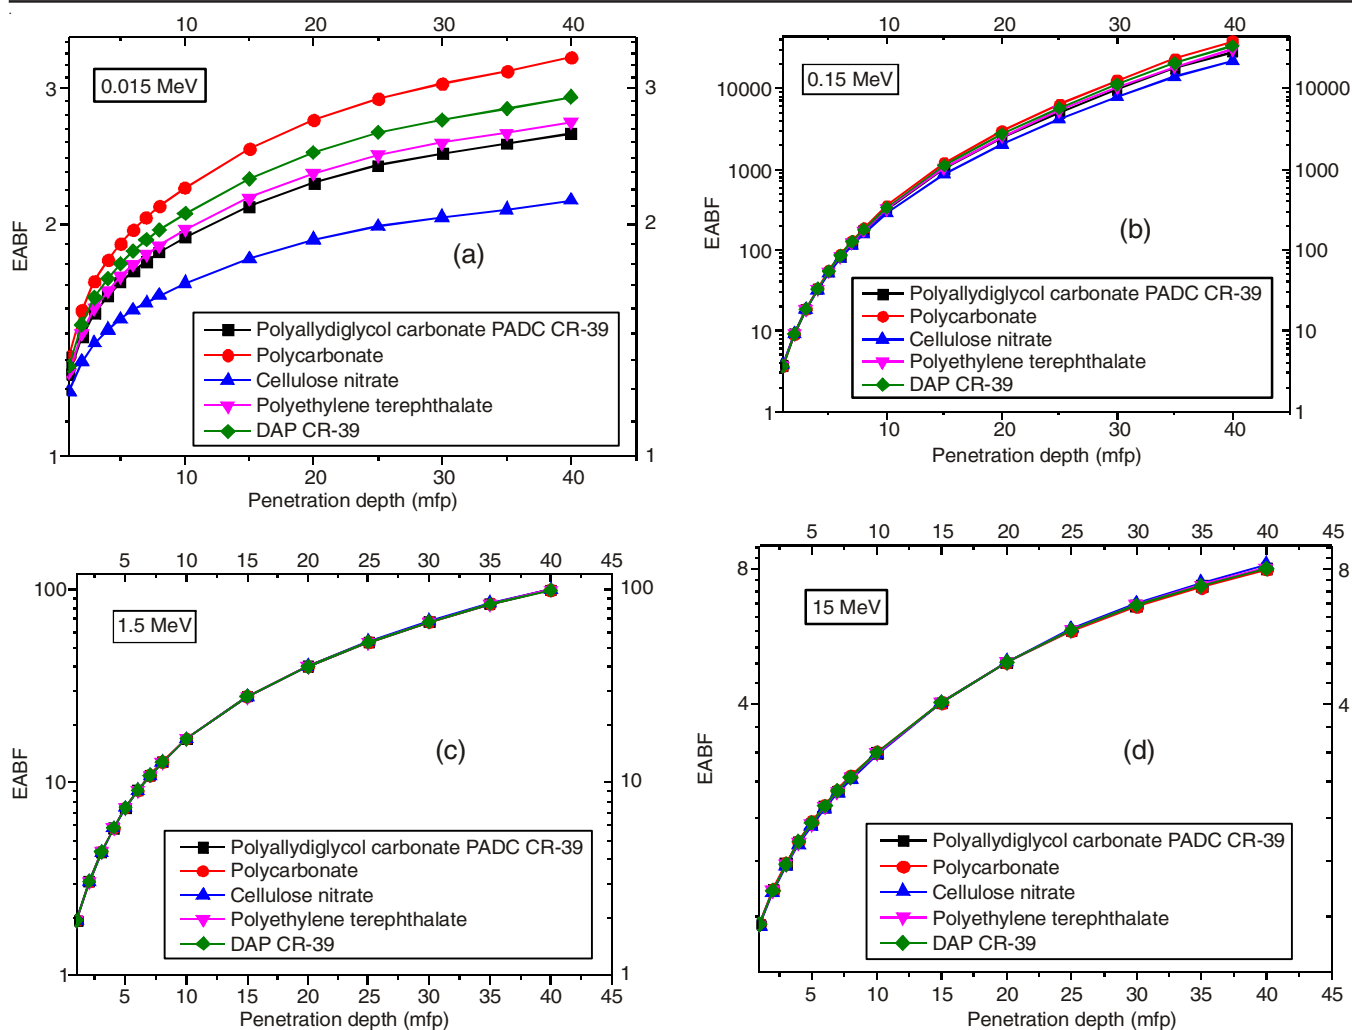 10 20 30 40
3 3
0.015 MeV
EABF
2 2
(a)
Polyallydiglycol carbonate PADC CR-39
Polycarbonate
Cellulose nitrate
Polyethylene terephthalate
DAP CR-39
1 1
10 20 30 40
Penetration depth (mfp)
10 20 30 40
0.15 MeV
10000 10000
1000 1000
EABF
100 100
(b)
10 10
Polyallydiglycol carbonate PADC CR-39
Polycarbonate
Cellulose nitrate
Polyethylene terephthalate
DAP CR-39
1 1
10 20 30 40
Penetration depth (mfp)
5 10 15 20 25 30 35 40 45
100 100
1.5 MeV
EABF
(c)
10 10
Polyallydiglycol carbonate PADC CR-39
Polycarbonate
Cellulose nitrate
Polyethylene terephthalate
DAP CR-39
1 1
5 10 15 20 25 30 35 40 45
Penetration depth (mfp)
5 10 15 20 25 30 35 40 45
8 8
15 MeV
4 4
EABF
(d)
Polyallydiglycol carbonate PADC CR-39
Polycarbonate
Cellulose nitrate
Polyethylene terephthalate
DAP CR-39
5 10 15 20 25 30 35 40 45
Penetration depth (mfp)